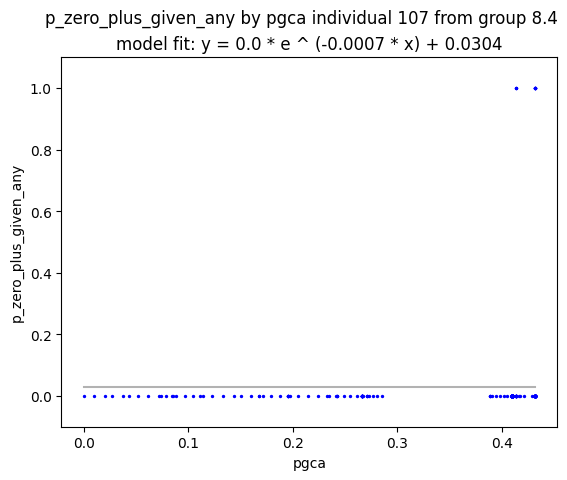 p_zero_plus_given_any by pgca individual 107 from group 8.4
model fit: y = 0.0 * e ^ (-0.0007 * x) + 0.0304
1.0
0.8
0.6
0.4
0.2
0.0
p_zero_plus_given_any
0.0 0.1 0.2 0.3 0.4
pgca